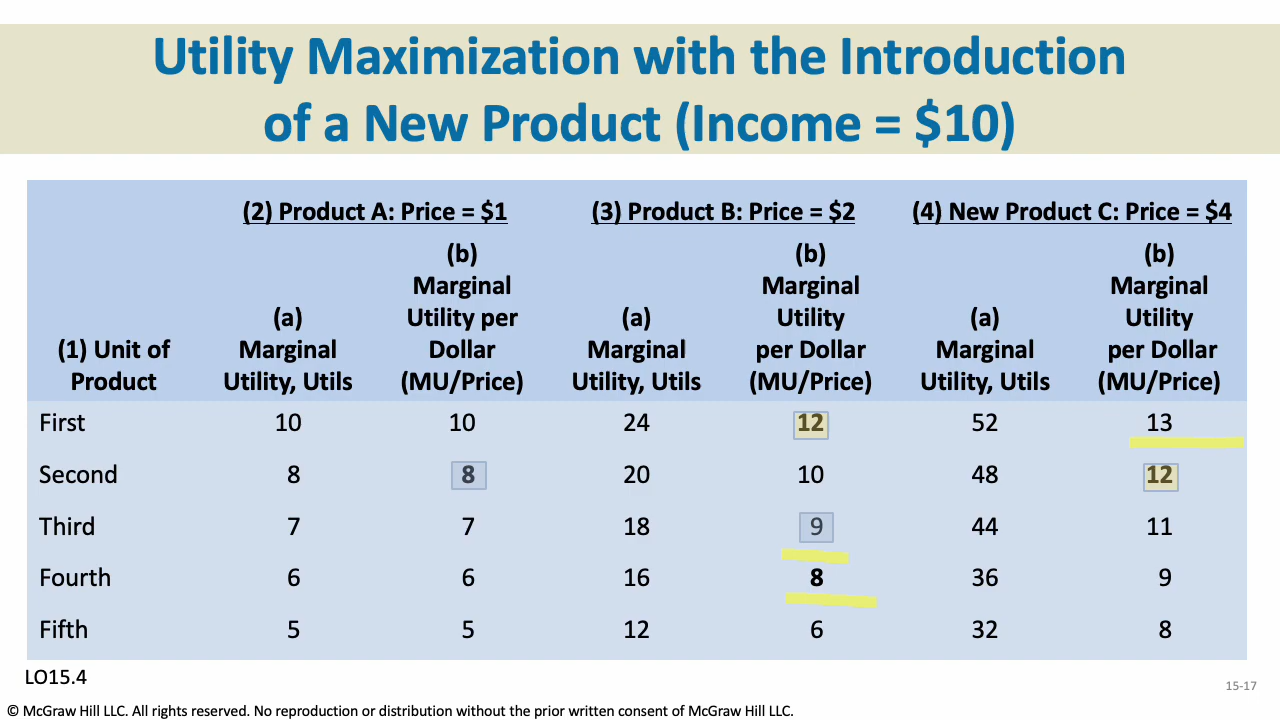 Utility Maximization with the Introduction
of a New Product (Income = $10)
(2) Product A: Price = $1 (3) Product B: Price = $2 (4) New Product C: Price = $4
(b) (b) (b)
Marginal Marginal Marginal
(a) Utility per (a) Utility (a) Utility
(1) Unit of Marginal Dollar Marginal per Dollar Marginal per Dollar
Product Utility, Utils (MU/Price) Utility, Utils (MU/Price) Utility, Utils (MU/Price)
First 10 10 24 12 52 13
Second 8 8 20 10 48 12
Third 7 7 18 9 44 11
Fourth 6 6 16 8 36 9
Fifth 5 5 12 6 32 8
LO15.4
15-17
© McGraw Hill LLC. All rights reserved. No reproduction or distribution without the prior written consent of McGraw Hill LLC.